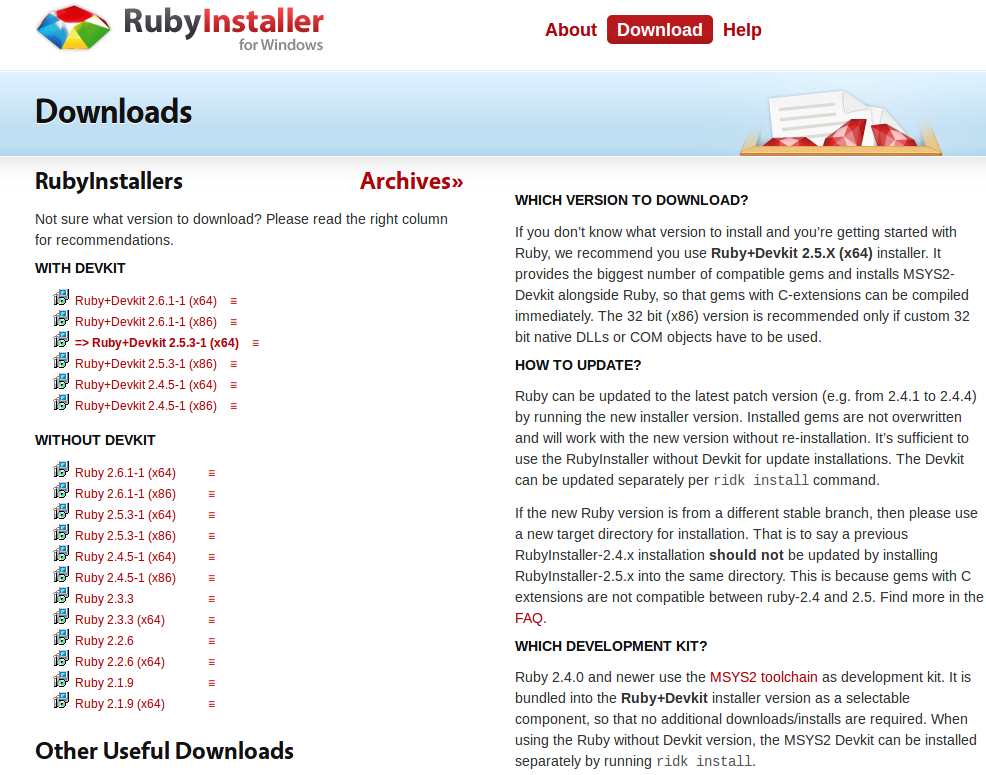 RubyInstaller
for Windows
About Download Help
Downloads
RubyInstallers
Archives»
Not sure what version to download? Please read the right column
for recommendations.
WITH DEVKIT
Ruby+Devkit 2.6.1-1 (x64) ≡
Ruby+Devkit 2.6.1-1 (x86) ≡
=> Ruby+Devkit 2.5.3-1 (x64) ≡
Ruby+Devkit 2.5.3-1 (x86) ≡
Ruby+Devkit 2.4.5-1 (x64) ≡
Ruby+Devkit 2.4.5-1 (x86) ≡
WITHOUT DEVKIT
Ruby 2.6.1-1 (x64) ≡
Ruby 2.6.1-1 (x86) ≡
Ruby 2.5.3-1 (x64) ≡
Ruby 2.5.3-1 (x86) ≡
Ruby 2.4.5-1 (x64) ≡
Ruby 2.4.5-1 (x86) ≡
Ruby 2.3.3 ≡
Ruby 2.3.3 (x64) ≡
Ruby 2.2.6 ≡
Ruby 2.2.6 (x64) ≡
Ruby 2.1.9 ≡
Ruby 2.1.9 (x64) ≡
Other Useful Downloads
WHICH VERSION TO DOWNLOAD?
If you don’t know what version to install and you’re getting started with
Ruby, we recommend you use Ruby+Devkit 2.5.X (x64) installer. It
provides the biggest number of compatible gems and installs MSYS2-
Devkit alongside Ruby, so that gems with C-extensions can be compiled
immediately. The 32 bit (x86) version is recommended only if custom 32
bit native DLLs or COM objects have to be used.
HOW TO UPDATE?
Ruby can be updated to the latest patch version (e.g. from 2.4.1 to 2.4.4)
by running the new installer version. Installed gems are not overwritten
and will work with the new version without re-installation. It’s sufficient to
use the RubyInstaller without Devkit for update installations. The Devkit
can be updated separately per ridk install command.
If the new Ruby version is from a different stable branch, then please use
a new target directory for installation. That is to say a previous
RubyInstaller-2.4.x installation should not be updated by installing
RubyInstaller-2.5.x into the same directory. This is because gems with C
extensions are not compatible between ruby-2.4 and 2.5. Find more in the
FAQ.
WHICH DEVELOPMENT KIT?
Ruby 2.4.0 and newer use the MSYS2 toolchain as development kit. It is
bundled into the Ruby+Devkit installer version as a selectable
component, so that no additional downloads/installs are required. When
using the Ruby without Devkit version, the MSYS2 Devkit can be installed
separately by running ridk install.